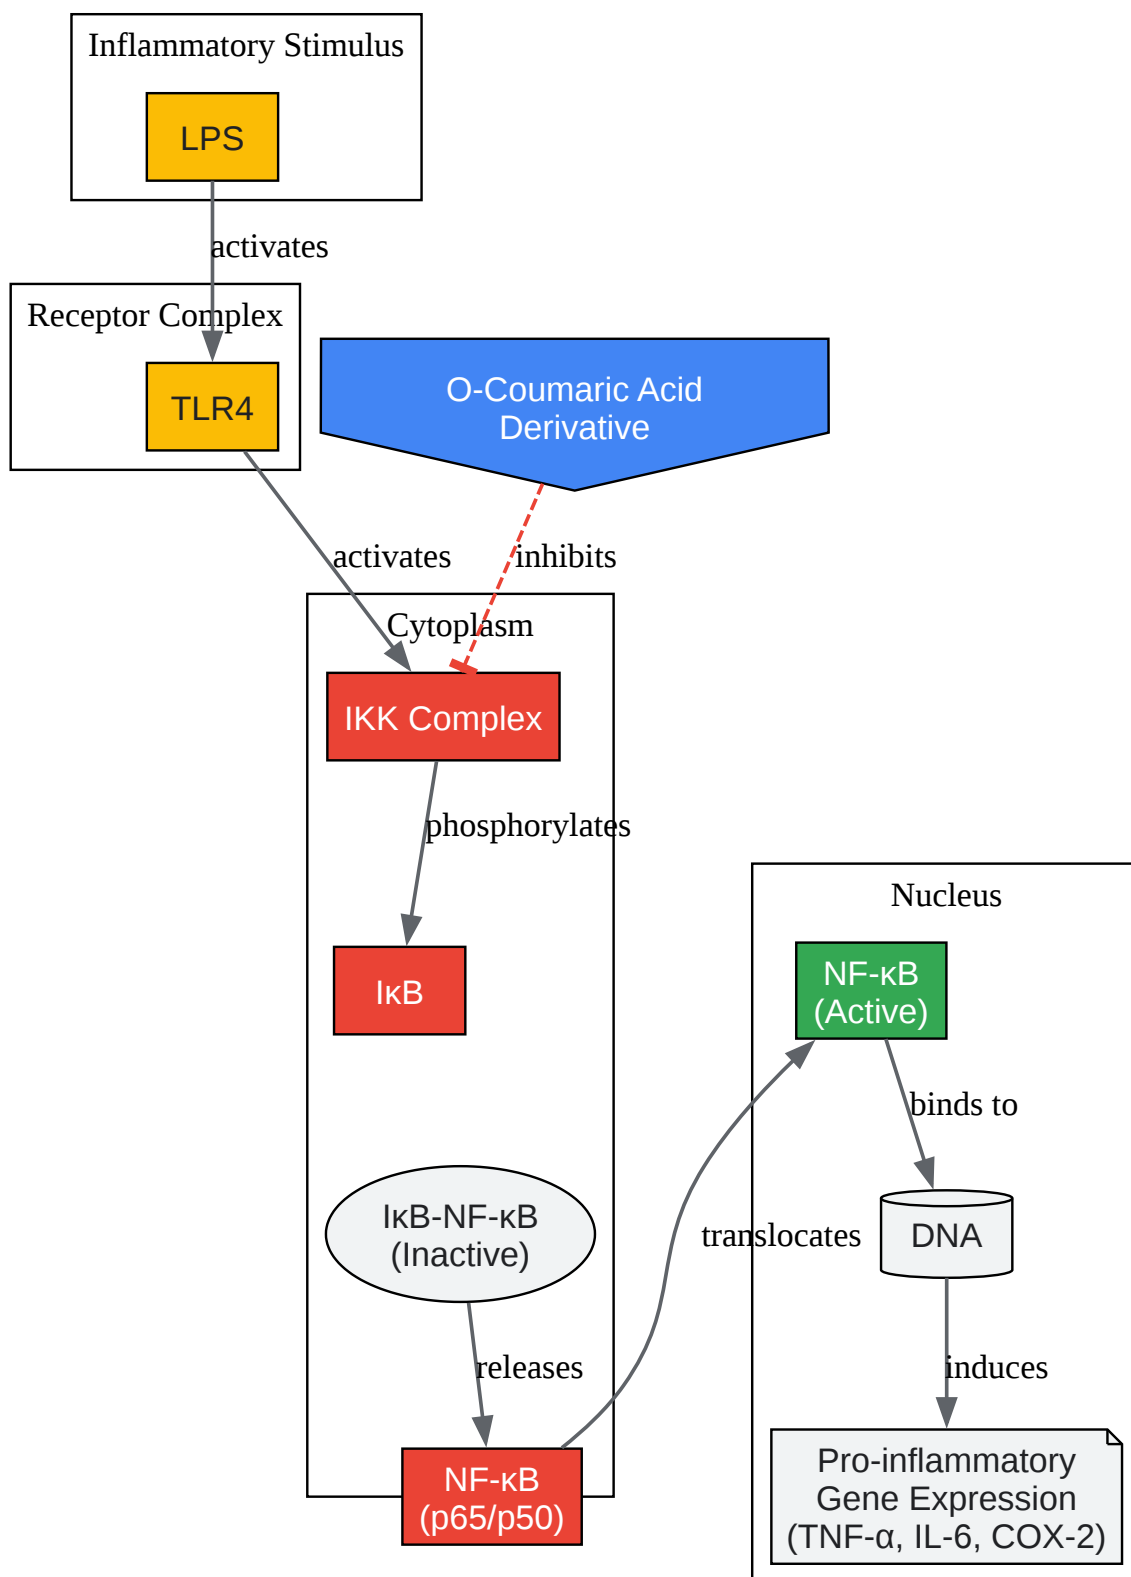 Inflammatory Stimulus
LPS
activates
Receptor Complex
TLR4
O-Coumaric Acid
Derivative
activates
inhibits
Cytoplasm
IKK Complex
phosphorylates
IκB
Nucleus
NF-κB
(Active)
binds to
IκB-NF-κB
(Inactive)
translocates
DNA
releases
induces
NF-κB
(p65/p50)
Pro-inflammatory
Gene Expression
(TNF-α, IL-6, COX-2)